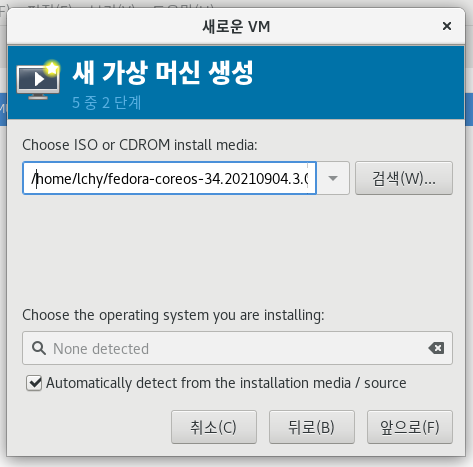 새로운 VM
새 가상 머신 생성
5 중 2 단계
Choose ISO or CDROM install media:
/home/lchy/fedora-coreos-34.20210904.3.0
검색(W)...
Choose the operating system you are installing:
None detected
Automatically detect from the installation media / source
취소(C)
뒤로(B)
앞으로(F)